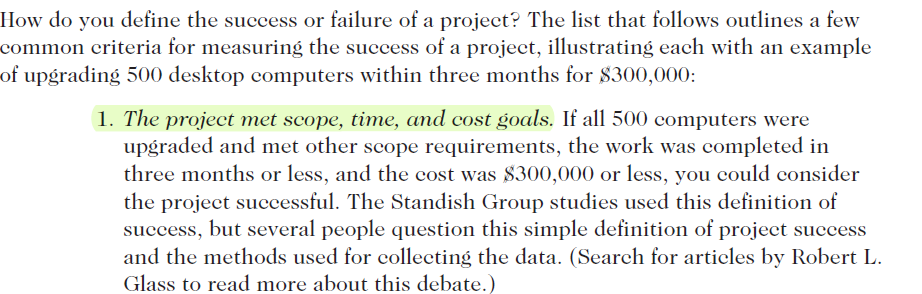 How do you define the success or failure of a project? The list that follows outlines a few
common criteria for measuring the success of a project, illustrating each with an example
of upgrading 500 desktop computers within three months for $300,000:
1. The project met scope, time, and cost goals. If all 500 computers were
upgraded and met other scope requirements, the work was completed in
three months or less, and the cost was $300,000 or less, you could consider
the project successful. The Standish Group studies used this definition of
success, but several people question this simple definition of project success
and the methods used for collecting the data. (Search for articles by Robert L.
Glass to read more about this debate.)